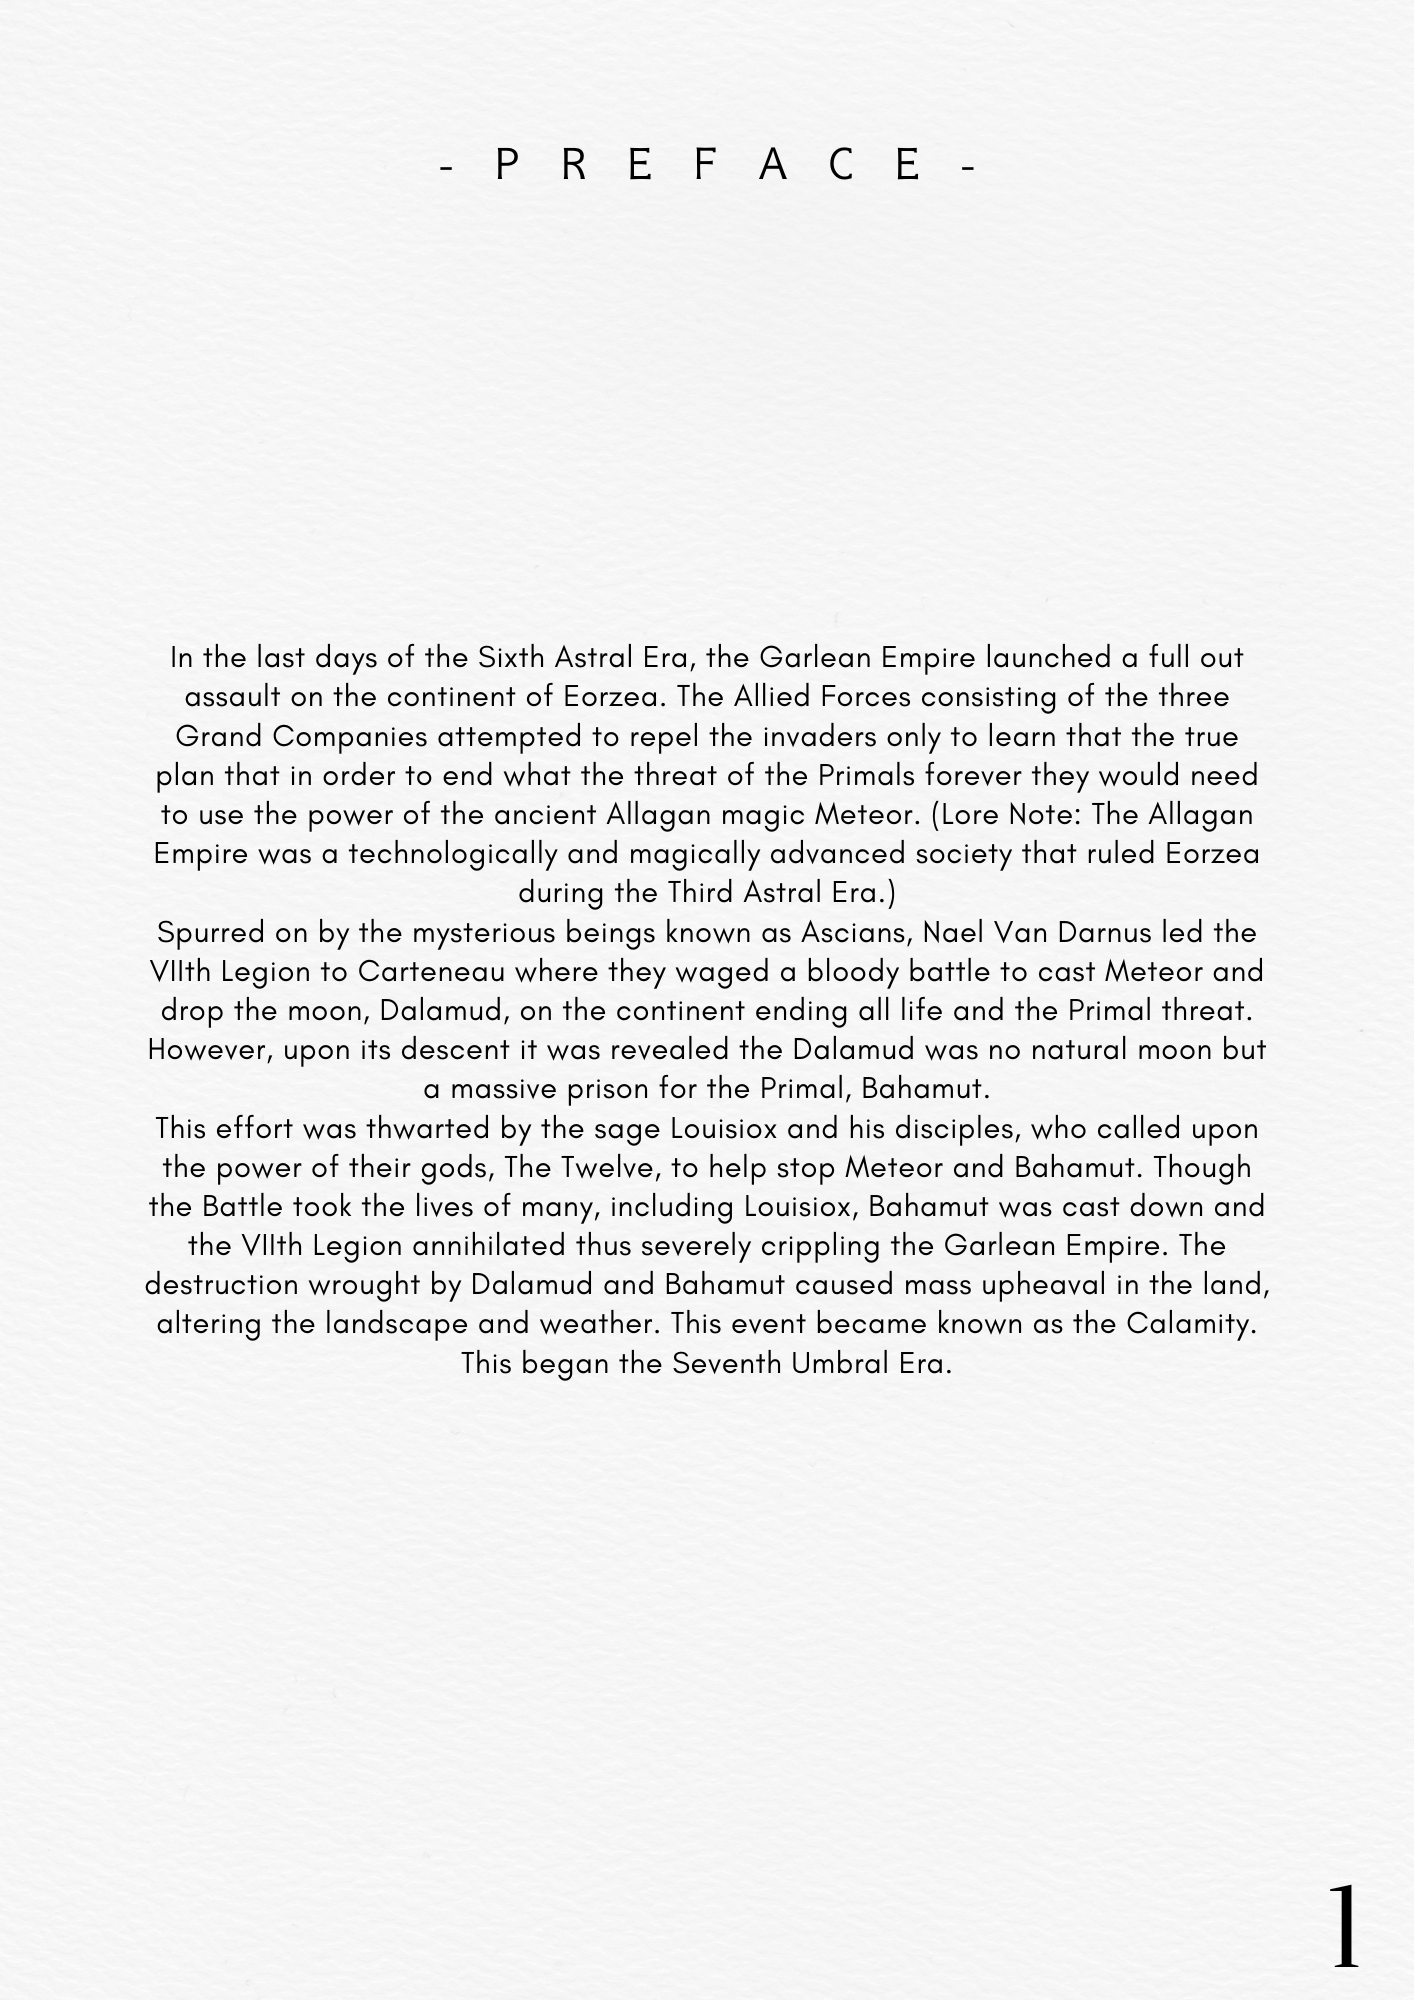 - P R E F A C E -
In the last days of the Sixth Astral Era, the Garlean Empire launched a full out
assault on the continent of Eorzea. The Allied Forces consisting of the three
Grand Companies attempted to repel the invaders only to learn that the true
plan that in order to end what the threat of the Primals forever they would need
to use the power of the ancient Allagan magic Meteor. (Lore Note: The Allagan
Empire was a technologically and magically advanced society that ruled Eorzea
during the Third Astral Era.)
Spurred on by the mysterious beings known as Ascians, Nael Van Darnus led the
VIIth Legion to Carteneau where they waged a bloody battle to cast Meteor and
drop the moon, Dalamud, on the continent ending all life and the Primal threat.
However, upon its descent it was revealed the Dalamud was no natural moon but
a massive prison for the Primal, Bahamut.
This effort was thwarted by the sage Louisiox and his disciples, who called upon
the power of their gods, The Twelve, to help stop Meteor and Bahamut. Though
the Battle took the lives of many, including Louisiox, Bahamut was cast down and
the VIIth Legion annihilated thus severely crippling the Garlean Empire. The
destruction wrought by Dalamud and Bahamut caused mass upheaval in the land,
altering the landscape and weather. This event became known as the Calamity.
This began the Seventh Umbral Era.
1